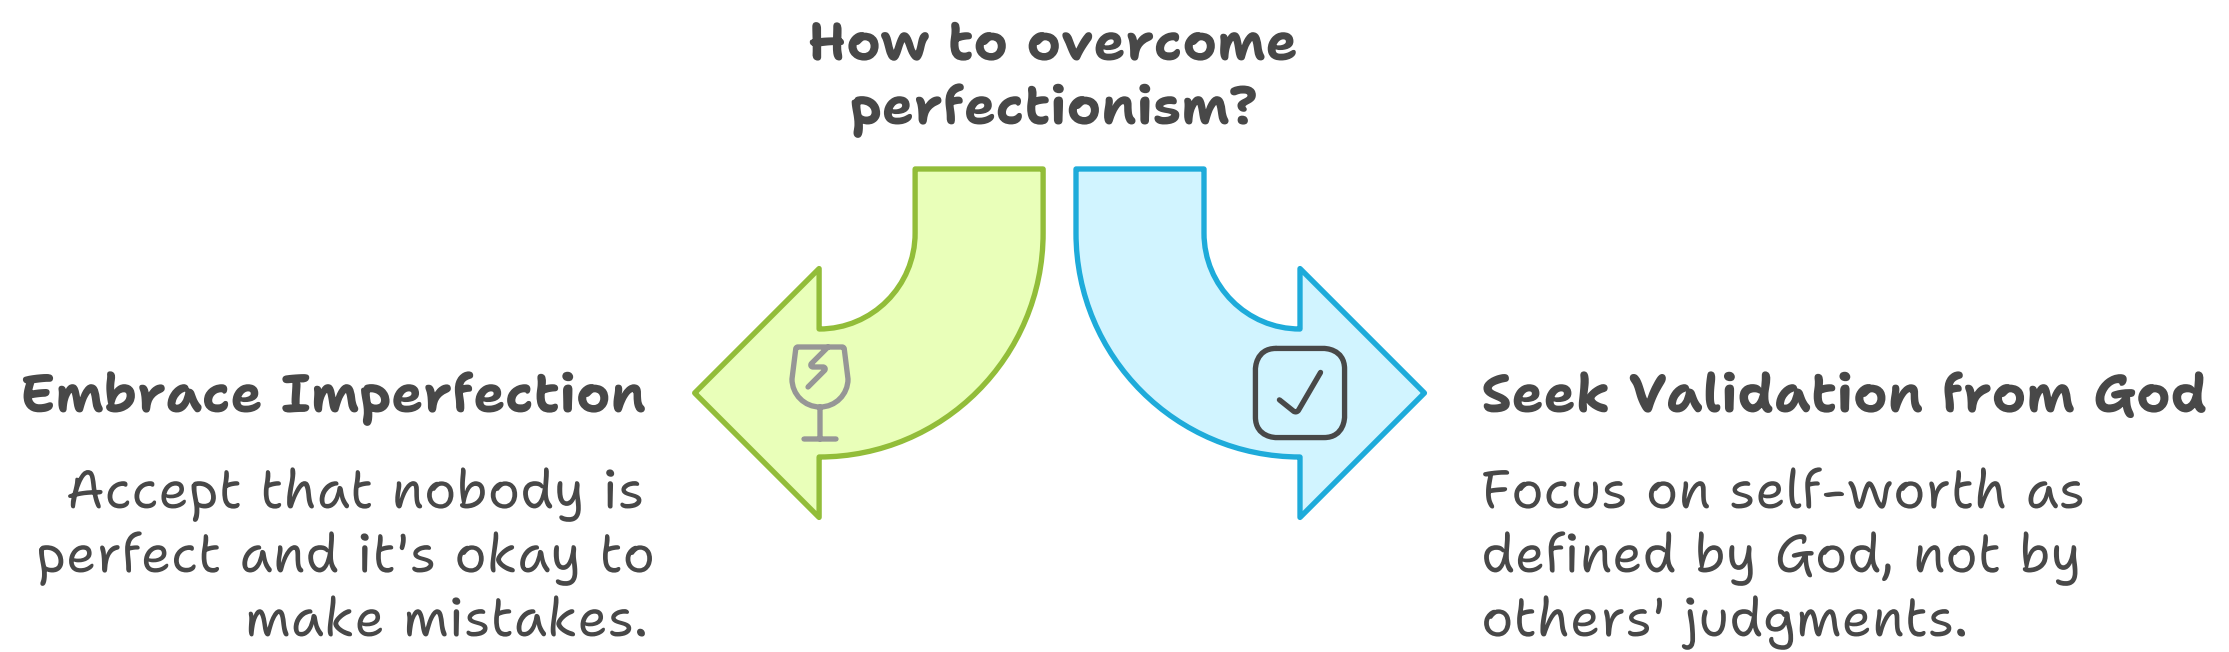 How to overcome
perfectionism?
Embrace Imperfection
Accept that nobody is
perfect and it's okay to
make mistakes.
Seek Validation from God
Focus on self-worth as
defined by God, not by
others' judgments.